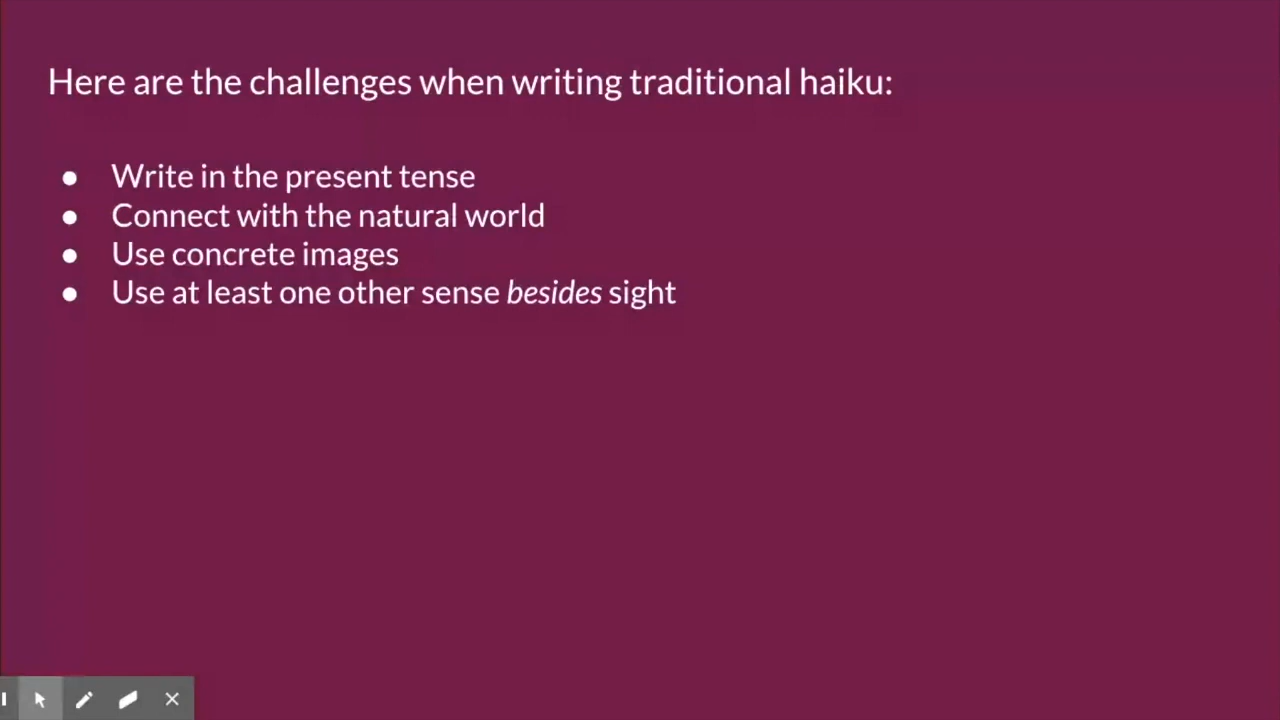 Here are the challenges when writing traditional haiku:
● Write in the present tense
● Connect with the natural world
● Use concrete images
● Use at least one other sense besides sight